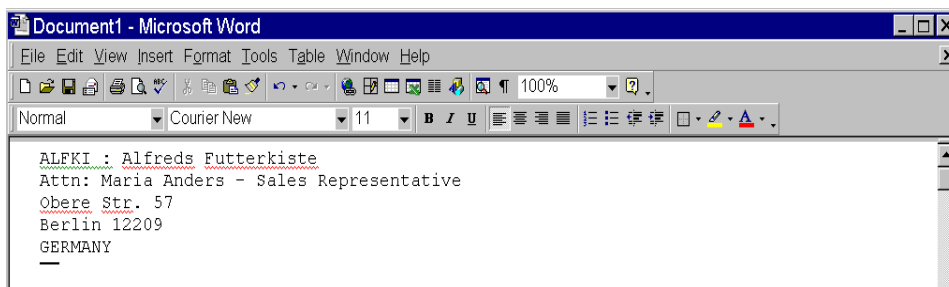 Document1 - Microsoft Word
File Edit View Insert Format Tools Table Window Help
100%
Normal Courier New 11 B I U A
ALFKI : Alfreds Futterkiste
Attn: Maria Anders - Sales Representative
Obere Str. 57
Berlin 12209
GERMANY